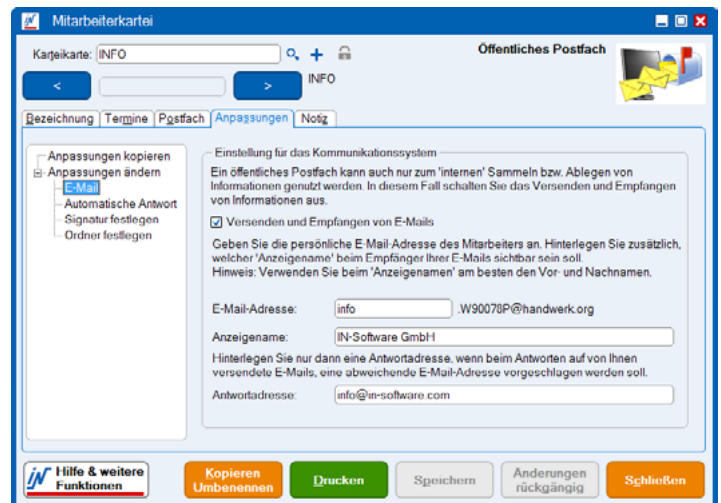 Mitarbeiterkartei
Karteikarte: INFO
Öffentliches Postfach
< > INFO
Bezeichnung Termine Postfach Anpassungen Notiz
Anpassungen kopieren
Anpassungen ändern
E-Mail
Automatische Antwort
Signatur festlegen
Ordner festlegen
Einstellung für das Kommunikationssystem
Ein öffentliches Postfach kann auch nur zum 'internen' Sammeln bzw. Ablegen von
Informationen genutzt werden. In diesem Fall schalten Sie das Versenden und Empfangen
von Informationen aus.
Versenden und Empfangen von E-Mails
Geben Sie die persönliche E-Mail-Adresse des Mitarbeiters an. Hinterlegen Sie zusätzlich,
welcher 'Anzeigename' beim Empfänger Ihrer E-Mails sichtbar sein soll.
Hinweis: Verwenden Sie beim 'Anzeigenamen' am besten den Vor- und Nachnamen.
E-Mail-Adresse: info .W90078P@handwerk.org
Anzeigename: IN-Software GmbH
Hinterlegen Sie nur dann eine Antwortadresse, wenn beim Antworten auf von Ihnen
versendete E-Mails, eine abweichende E-Mail-Adresse vorgeschlagen werden soll.
Antwortadresse: info@in-software.com
iN Hilfe & weitere
Funktionen
Kopieren
Umbenennen
Drucken
Speichern
Änderungen
rückgängig
Schließen